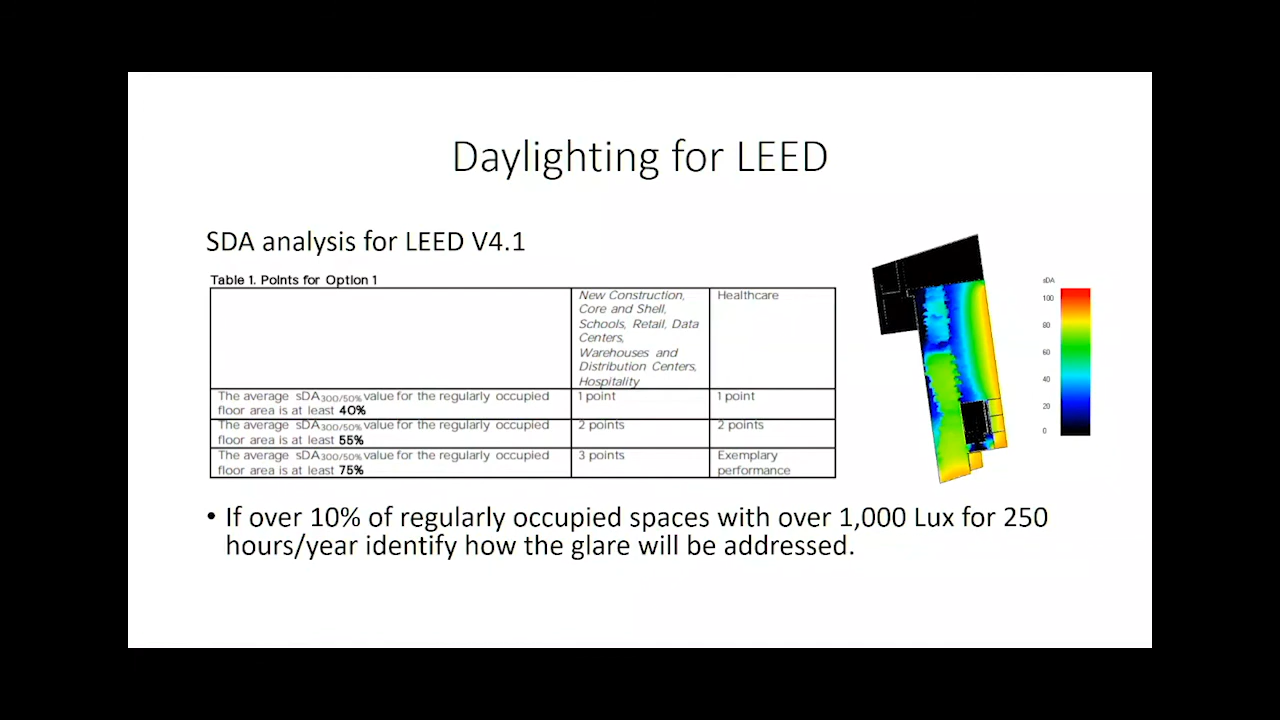 Daylighting for LEED
SDA analysis for LEED V4.1
Table 1. Points for Option 1
New Construction,
Core and Shell,
Schools, Retail, Data
Centers,
Warehouses and
Distribution Centers,
Hospitality
Healthcare
The average sDA300/50% value for the regularly occupied
floor area is at least 40%
1 point
1 point
The average sDA300/50% value for the regularly occupied
floor area is at least 55%
2 points
2 points
The average sDA300/50% value for the regularly occupied
floor area is at least 75%
3 points
Exemplary
performance
sDA
100
80
60
40
20
0
• If over 10% of regularly occupied spaces with over 1,000 Lux for 250
hours/year identify how the glare will be addressed.